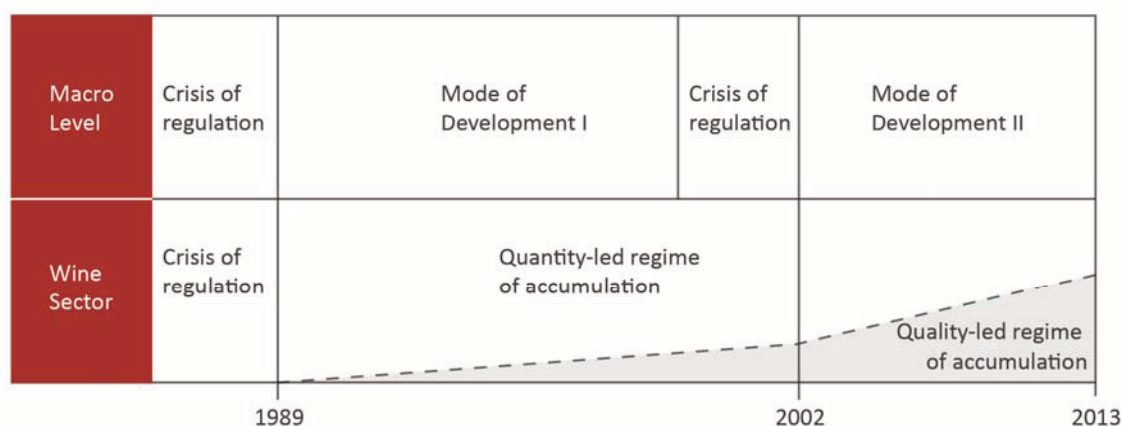 Macro
Level
Crisis of
regulation
Mode of
Development I
Crisis of
regulation
Mode of
Development II
Wine
Sector
Crisis of
regulation
Quantity-led regime
of accumulation
Quality-led regime
of accumulation
1989
2002
2013